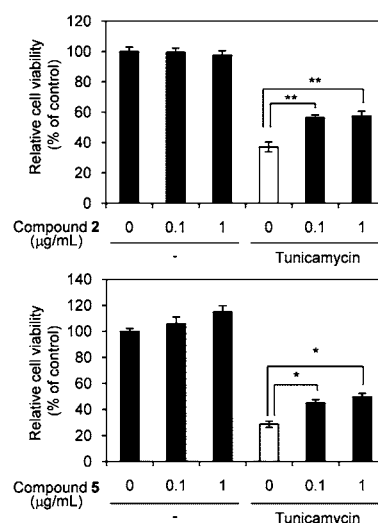 Relative cell viability
(% of control)
120
100
80
60
40
20
0
**
**
Compound 2
(μg/mL)
0 0.1 1 0 0.1 1
- Tunicamycin
Relative cell viability
(% of control)
140
120
100
80
60
40
20
0
*
*
Compound 5
(μg/mL)
0 0.1 1 0 0.1 1
- Tunicamycin